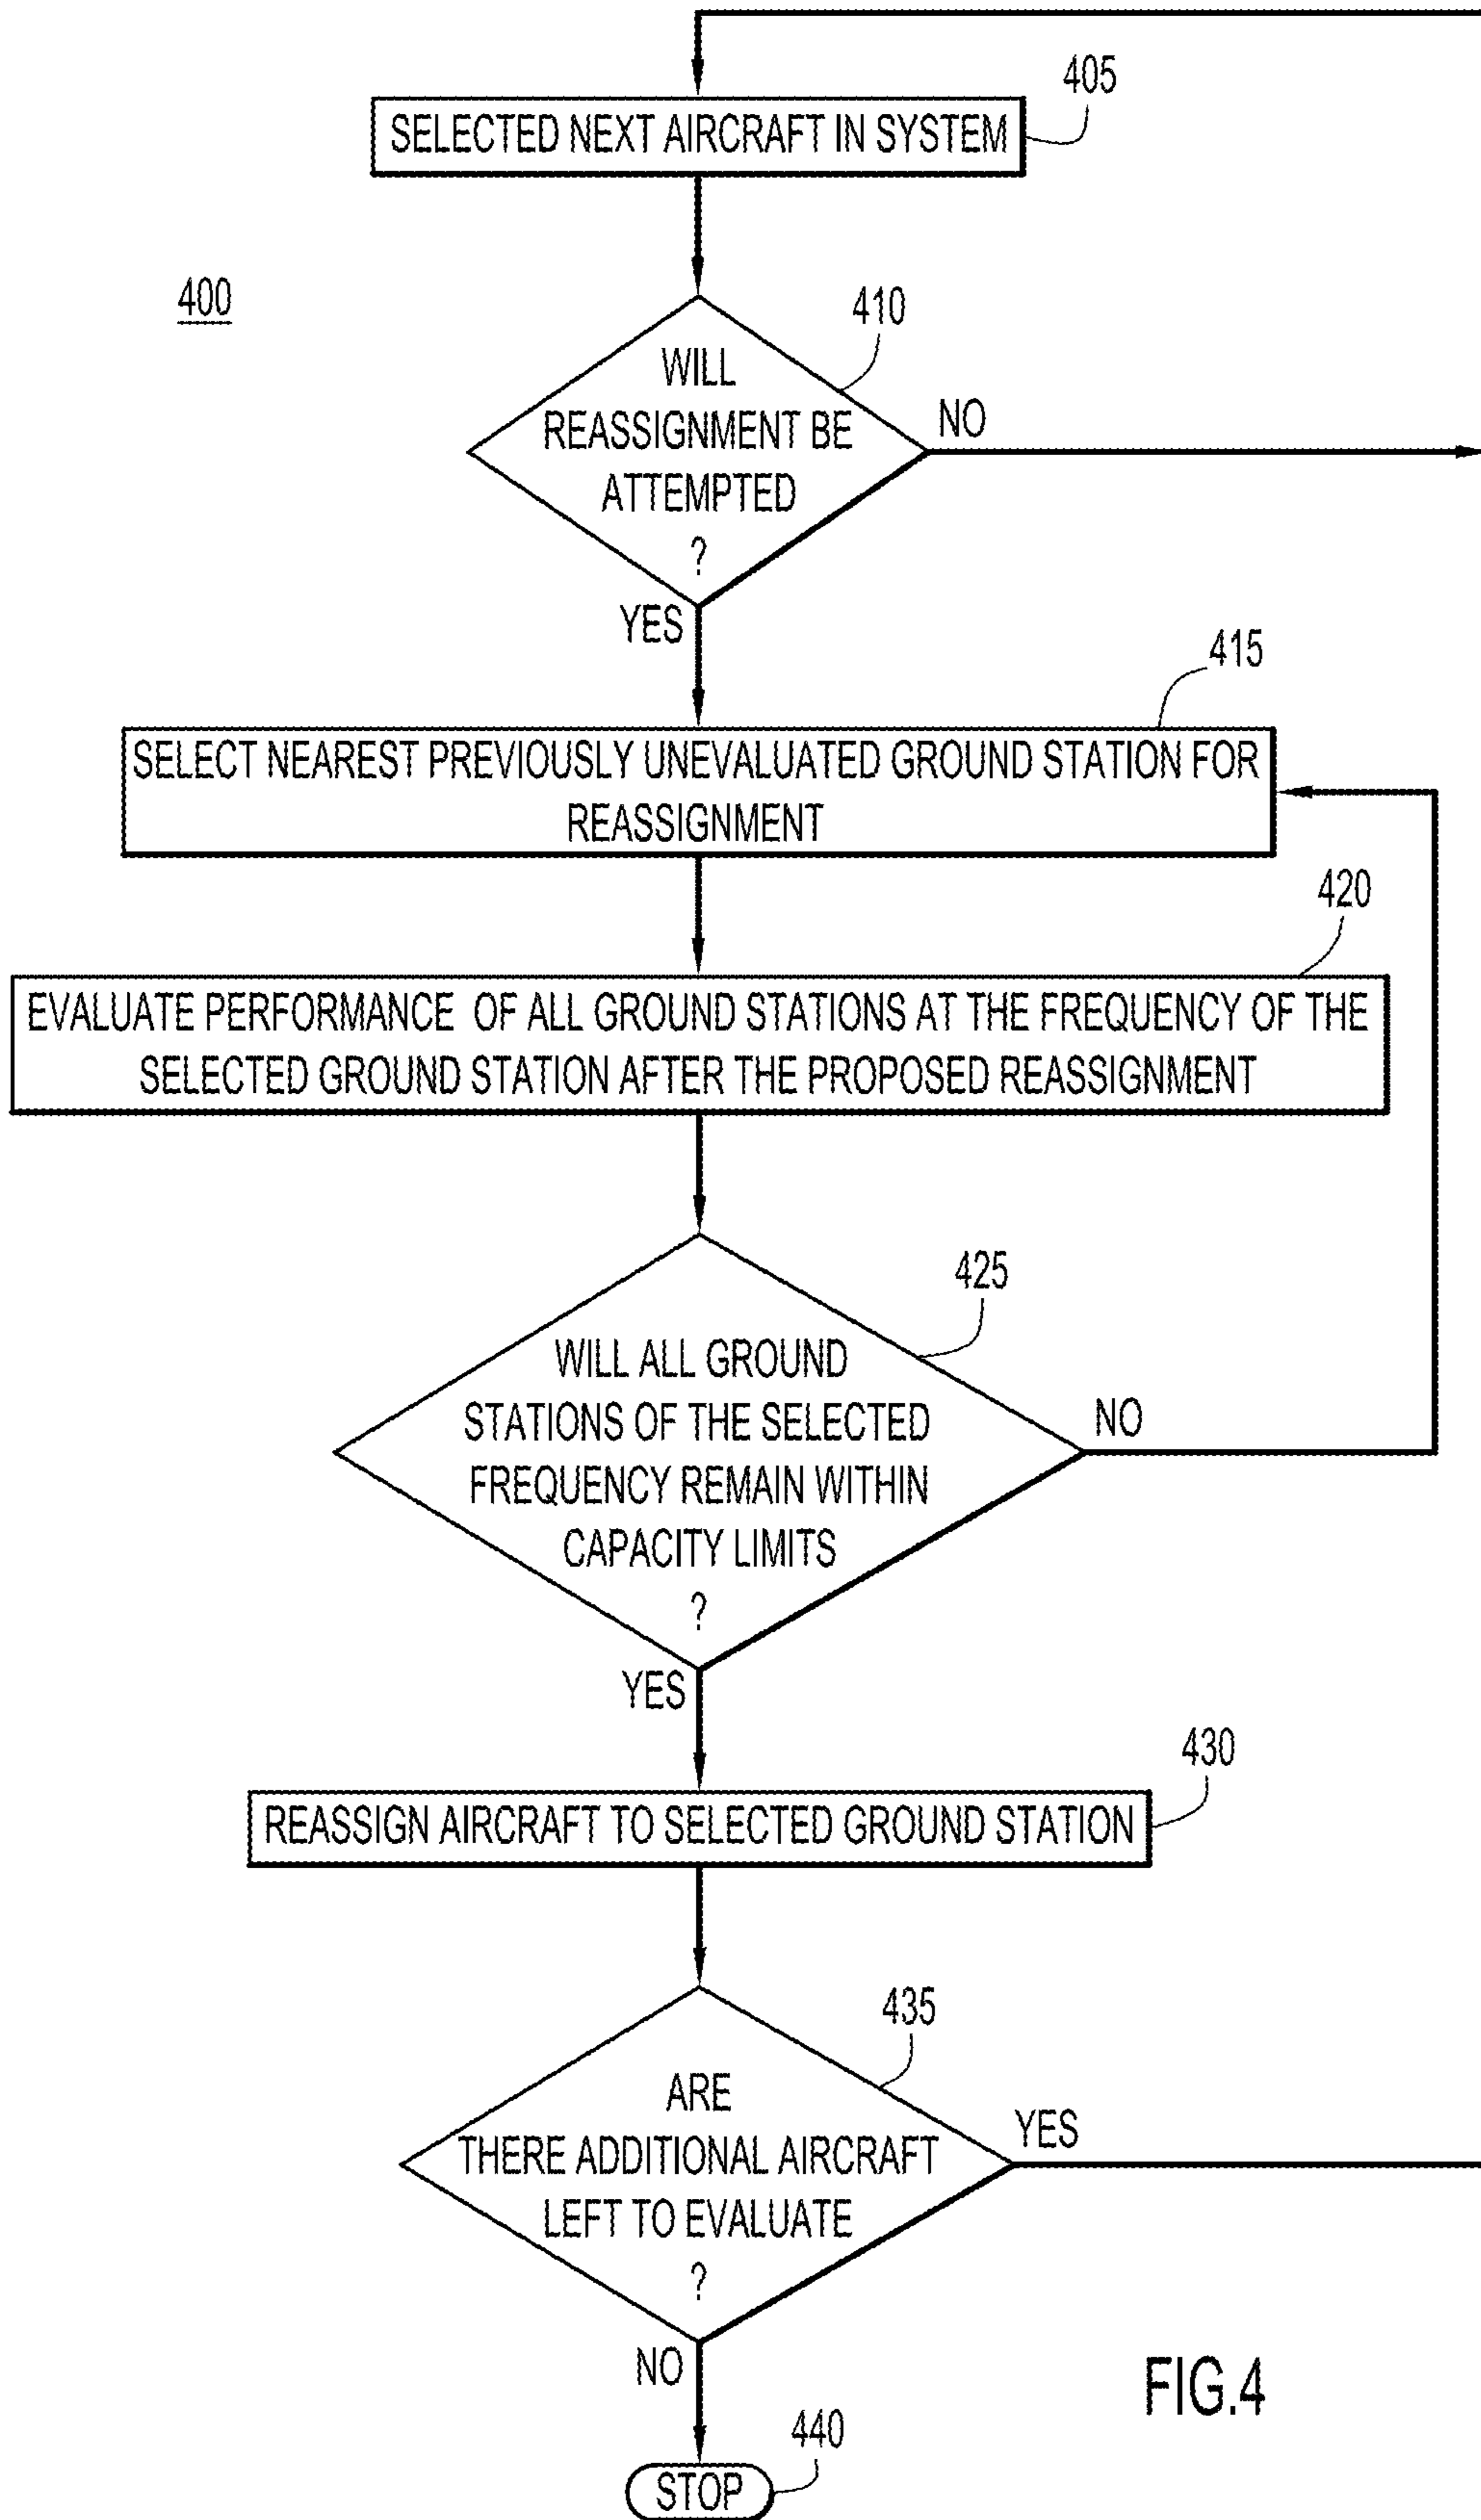 405
SELECTED NEXT AIRCRAFT IN SYSTEM
400
410
WILL
REASSIGNMENT BE
ATTEMPTED
?
NO
YES
415
SELECT NEAREST PREVIOUSLY UNEVALUATED GROUND STATION FOR
REASSIGNMENT
420
EVALUATE PERFORMANCE OF ALL GROUND STATIONS AT THE FREQUENCY OF THE
SELECTED GROUND STATION AFTER THE PROPOSED REASSIGNMENT
425
WILL ALL GROUND
STATIONS OF THE SELECTED
FREQUENCY REMAIN WITHIN
CAPACITY LIMITS
?
NO
YES
430
REASSIGN AIRCRAFT TO SELECTED GROUND STATION
435
ARE
THERE ADDITIONAL AIRCRAFT
LEFT TO EVALUATE
?
YES
NO
440
STOP
FIG.4